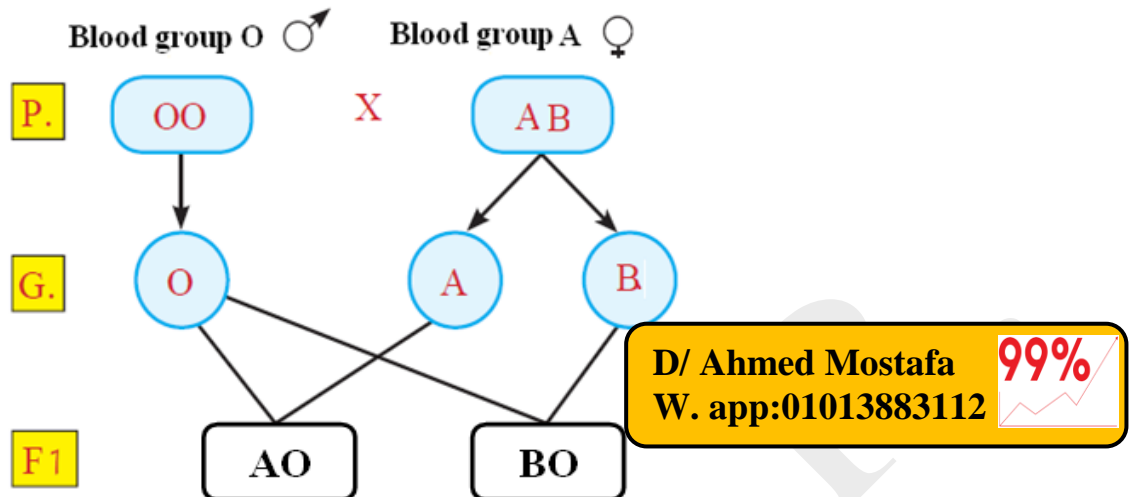 Blood group O ♂ Blood group A ♀
P. OO X AB
G. O A B
D/ Ahmed Mostafa 99%
W. app:01013883112
F1 AO BO